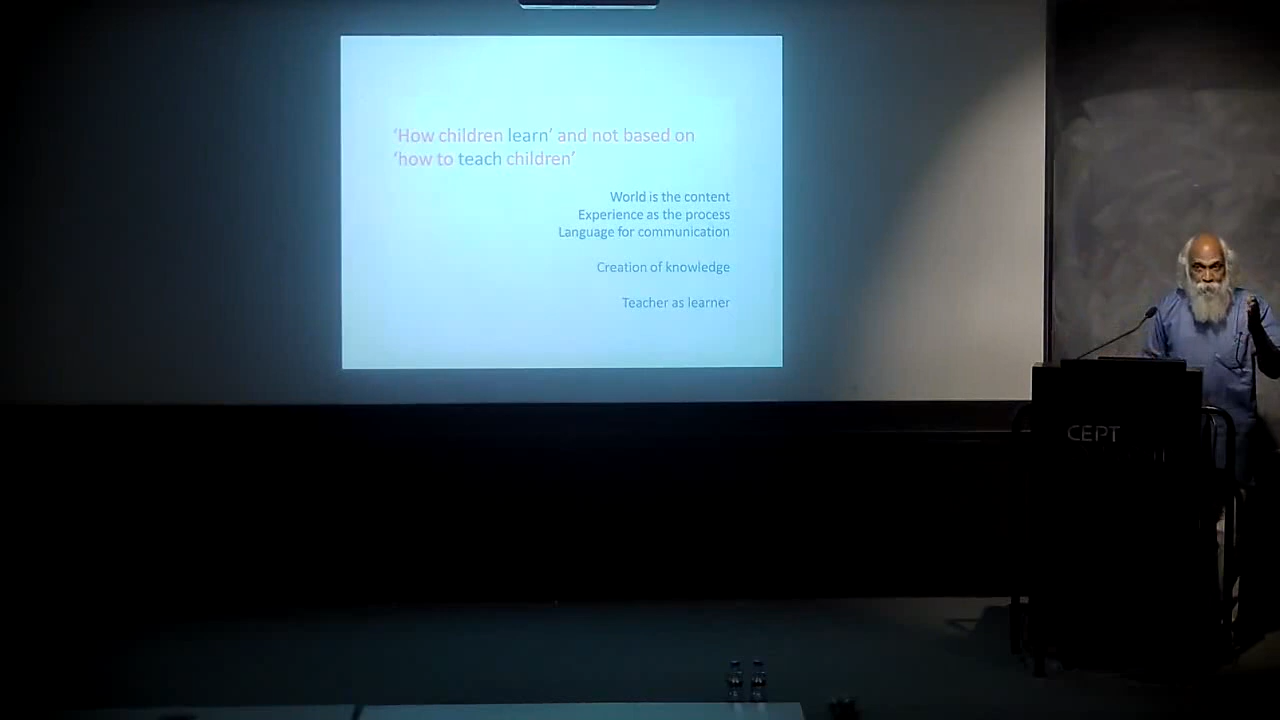 ‘How children learn’ and not based on
‘how to teach children’
World is the content
Experience as the process
Language for communication
Creation of knowledge
Teacher as learner
CEPT